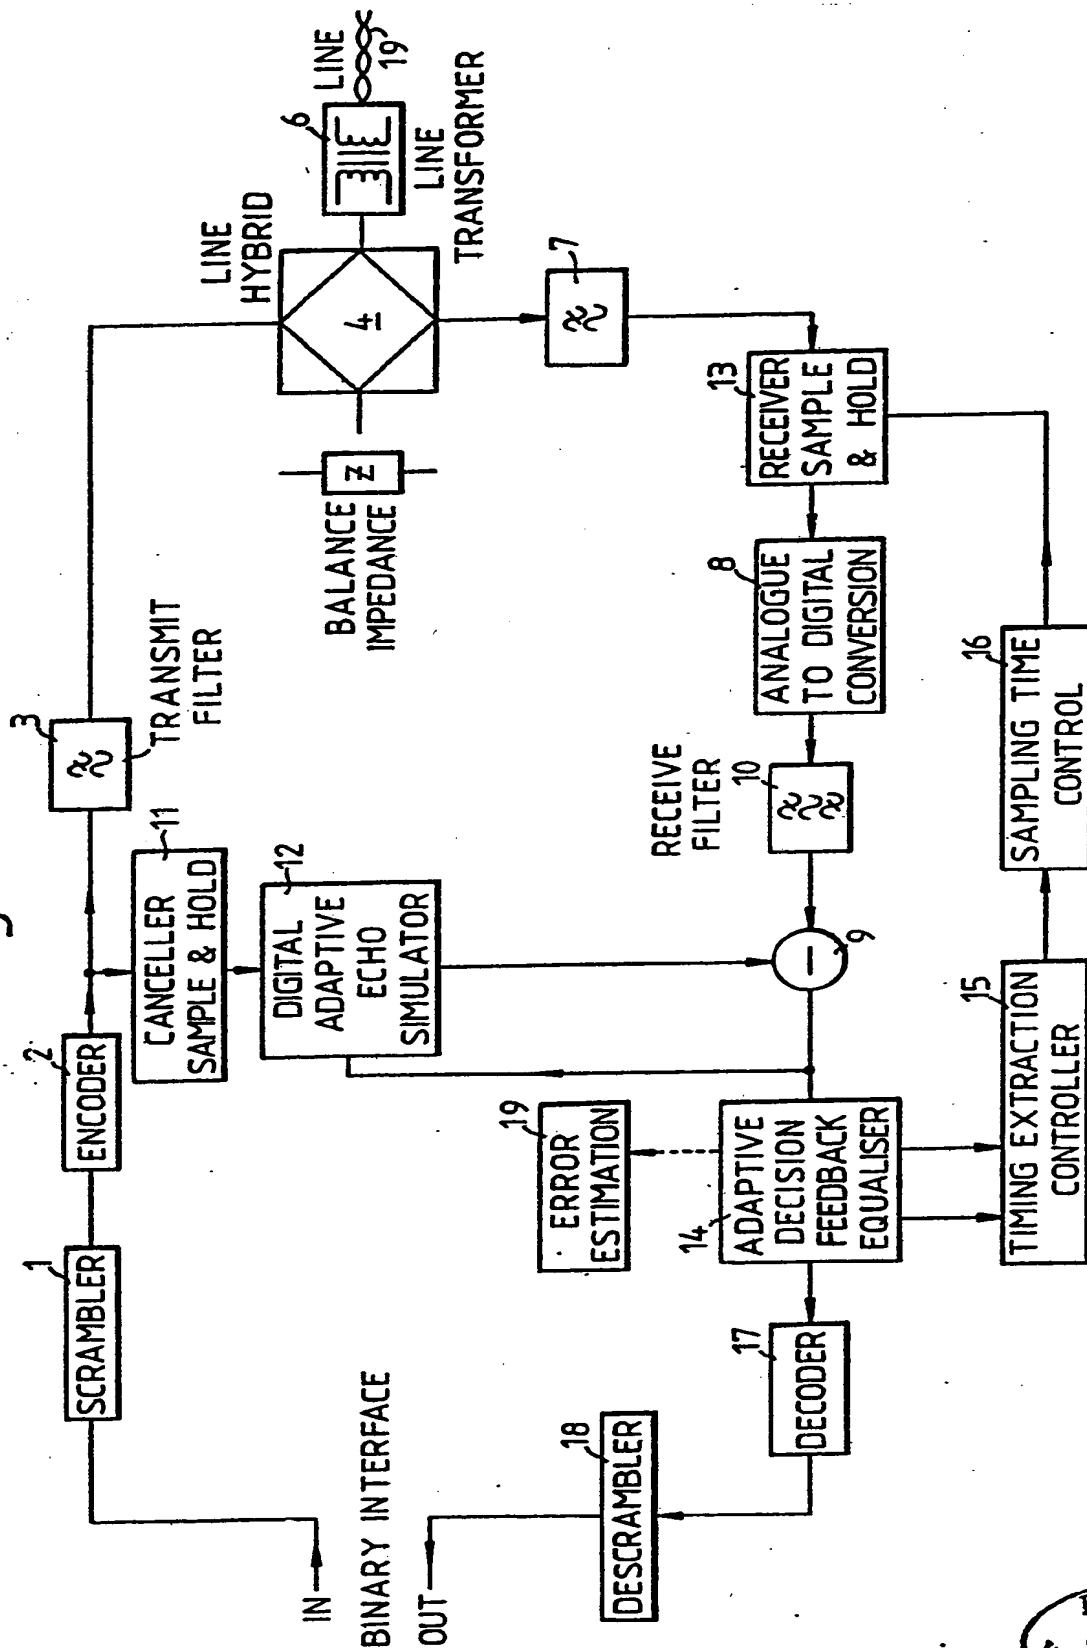 IN
BINARY INTERFACE
OUT
1
SCRAMBLER
2
ENCODER
3
TRANSMIT
FILTER
11
CANCELLER
SAMPLE & HOLD
12
DIGITAL
ADAPTIVE
ECHO
SIMULATOR
LINE
HYBRID
4
BALANCE
IMPEDANCE
Z
6
LINE
19
LINE
TRANSFORMER
7
13
RECEIVER
SAMPLE
& HOLD
8
ANALOGUE
TO DIGITAL
CONVERSION
RECEIVE
FILTER
10
9
19
ERROR
ESTIMATION
14
ADAPTIVE
DECISION
FEEDBACK
EQUALISER
15
TIMING EXTRACTION
CONTROLLER
16
SAMPLING TIME
CONTROL
17
DECODER
18
DESCRAMBLER